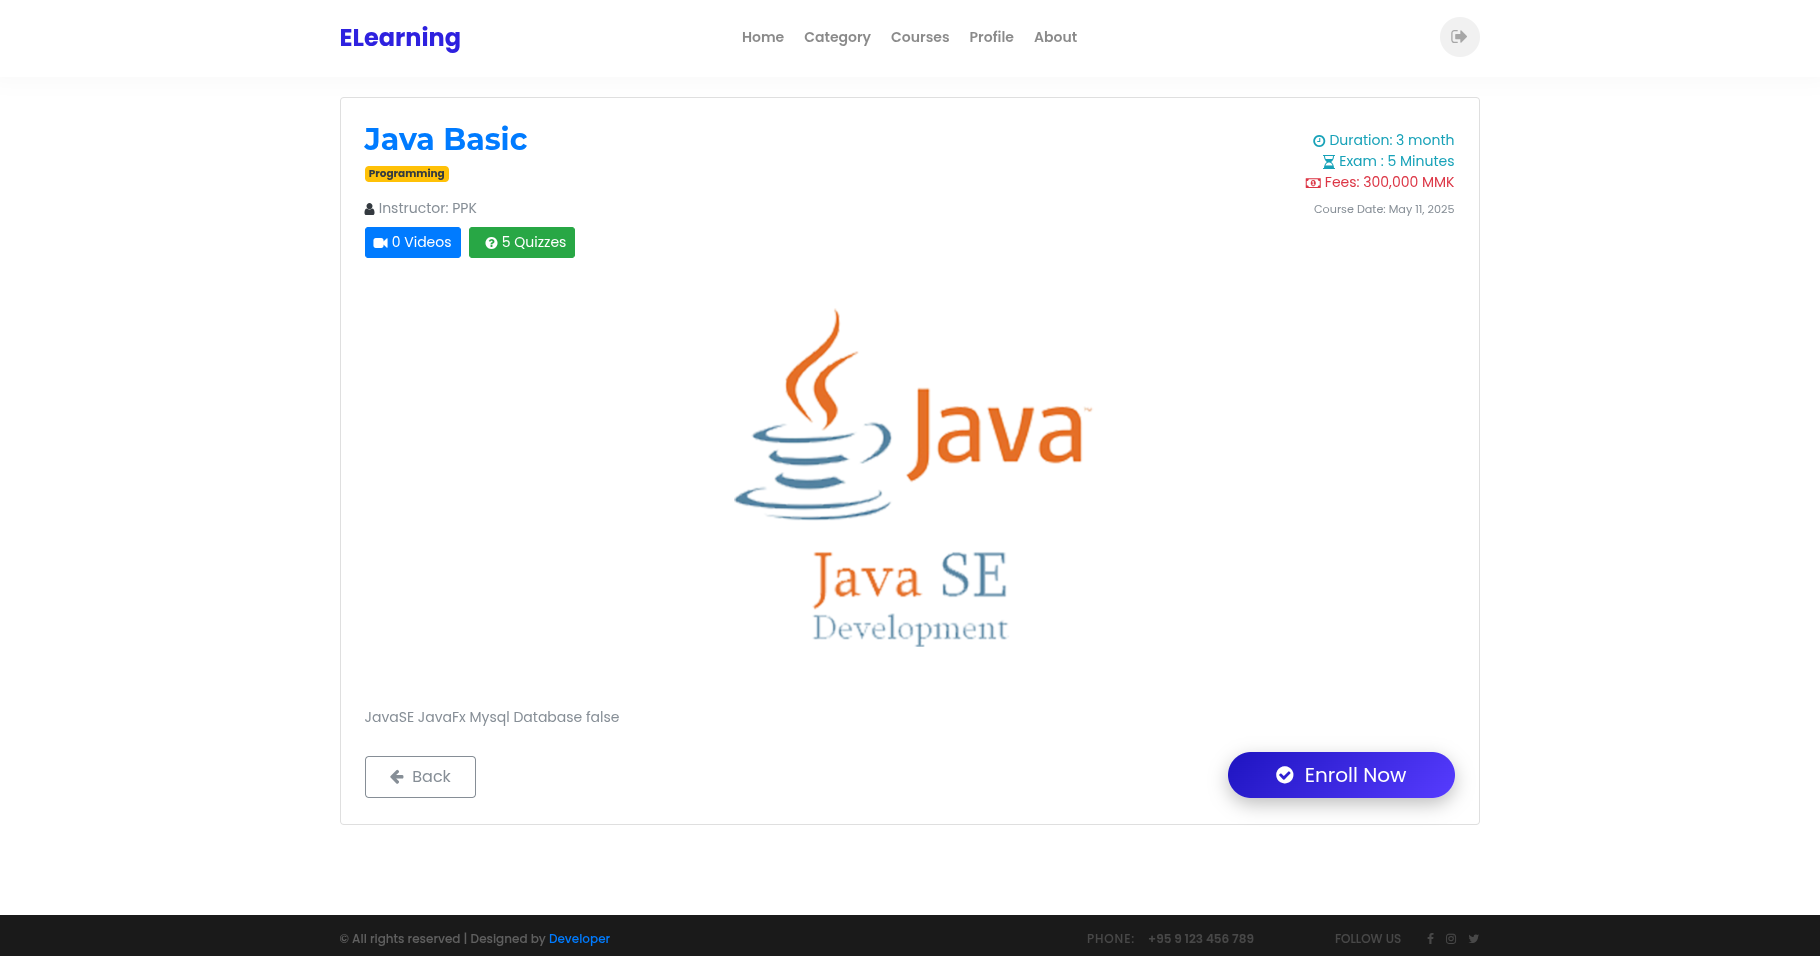 ELearning
Home Category Courses Profile About
Java Basic
Programming
Instructor: PPK
0 Videos 5 Quizzes
Duration: 3 month
Exam : 5 Minutes
Fees: 300,000 MMK
Course Date: May 11, 2025
Java™
Java SE
Development
JavaSE JavaFx Mysql Database false
Back
Enroll Now
© All rights reserved | Designed by Developer
PHONE: +95 9 123 456 789
FOLLOW US